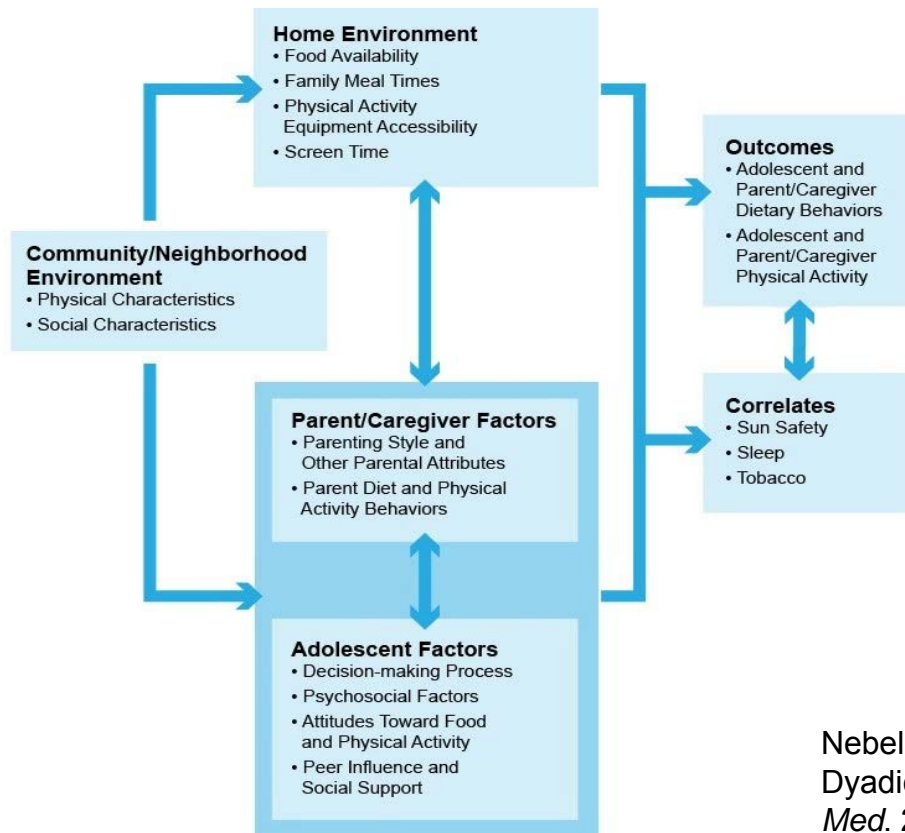 Home Environment
• Food Availability
• Family Meal Times
• Physical Activity
Equipment Accessibility
• Screen Time
Community/Neighborhood
Environment
• Physical Characteristics
• Social Characteristics
Parent/Caregiver Factors
• Parenting Style and
Other Parental Attributes
• Parent Diet and Physical
Activity Behaviors
Adolescent Factors
• Decision-making Process
• Psychosocial Factors
• Attitudes Toward Food
and Physical Activity
• Peer Influence and
Social Support
Outcomes
• Adolescent and
Parent/Caregiver
Dietary Behaviors
• Adolescent and
Parent/Caregiver
Physical Activity
Correlates
• Sun Safety
• Sleep
• Tobacco
Nebel
Dyadi
Med. 2